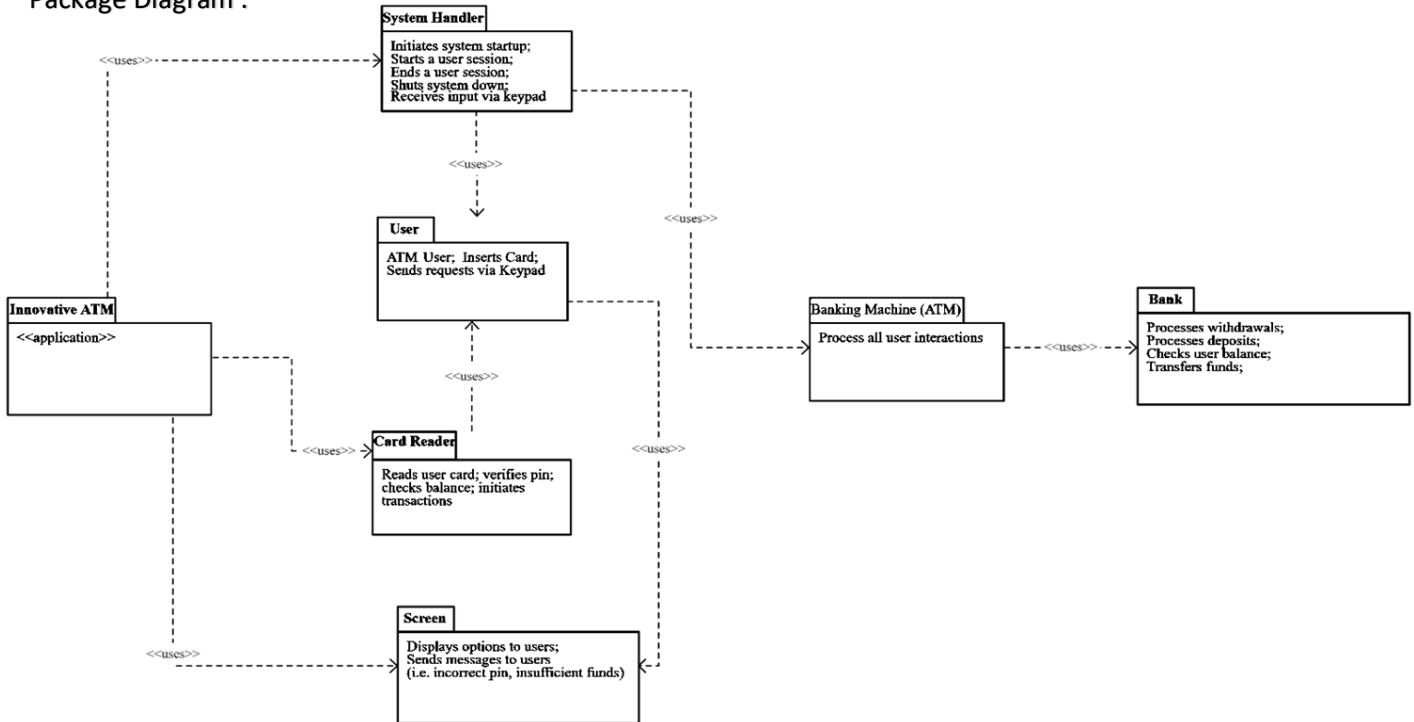 Package Diagram :
System Handler
Initiates system startup;
Starts a user session;
Ends a user session;
Shuts system down;
Receives input via keypad
<<uses>>
<<uses>>
<<uses>>
User
ATM User;  Inserts Card;
Sends requests via Keypad
Innovative ATM
<<application>>
Banking Machine (ATM)
Process all user interactions
<<uses>>
Bank
Processes withdrawals;
Processes deposits;
Checks user balance;
Transfers funds;
<<uses>>
<<uses>>
<<uses>>
Card Reader
Reads user card; verifies pin;
checks balance; initiates
transactions
Screen
Displays options to users;
Sends messages to users
(i.e. incorrect pin, insufficient funds)
<<uses>>